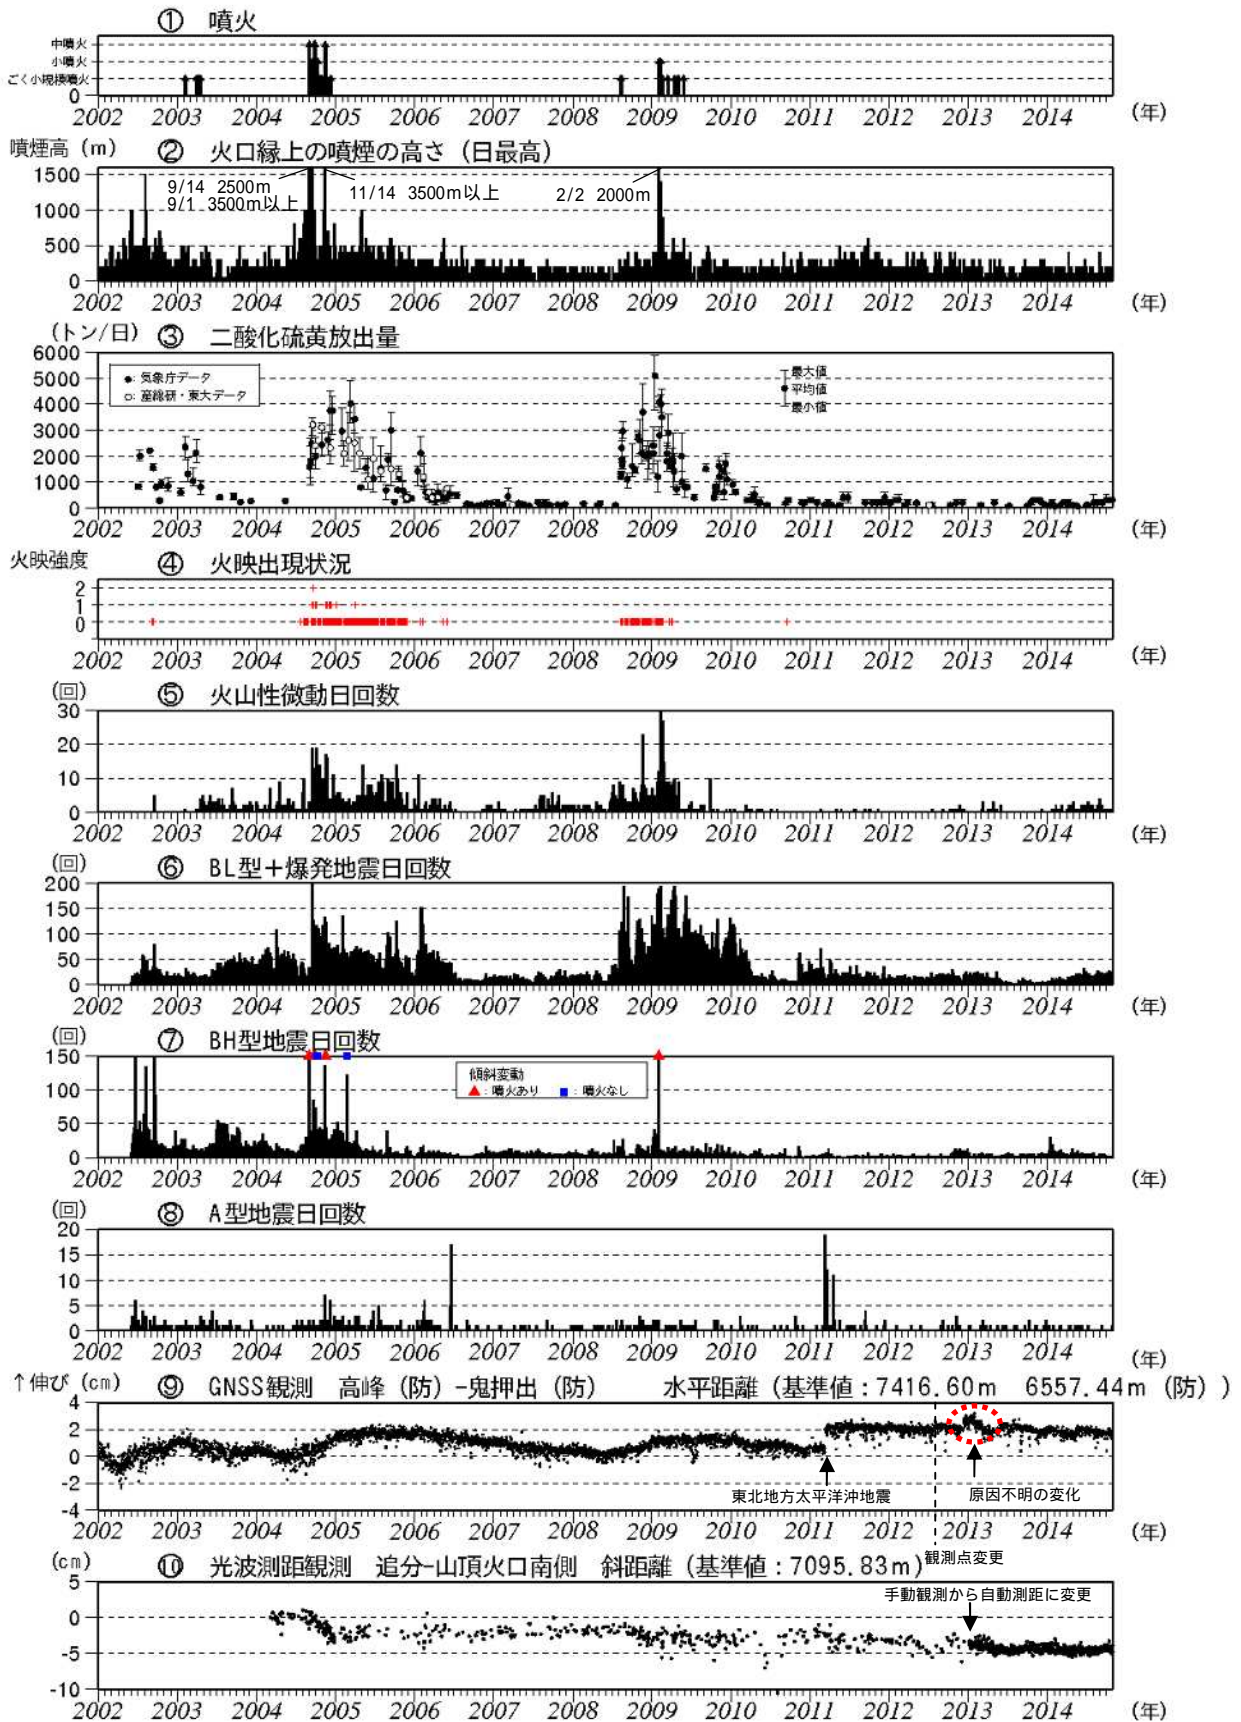 ① 噴火
中噴火
小噴火
ごく小規模噴火
0
2002 2003 2004 2005 2006 2007 2008 2009 2010 2011 2012 2013 2014 (年)
噴煙高 (m) ② 火口縁上の噴煙の高さ (日最高)
1500
1000
500
0
9/14 2500m
9/1 3500m以上
11/14 3500m以上
2/2 2000m
2002 2003 2004 2005 2006 2007 2008 2009 2010 2011 2012 2013 2014 (年)
(トン/日) ③ 二酸化硫黄放出量
6000
5000
4000
3000
2000
1000
0
●: 気象庁データ
○: 産総研・東大データ
最大値
平均値
最小値
2002 2003 2004 2005 2006 2007 2008 2009 2010 2011 2012 2013 2014 (年)
火映強度 ④ 火映出現状況
2
1
0
2002 2003 2004 2005 2006 2007 2008 2009 2010 2011 2012 2013 2014 (年)
(回) ⑤ 火山性微動日回数
30
20
10
0
2002 2003 2004 2005 2006 2007 2008 2009 2010 2011 2012 2013 2014 (年)
(回) ⑥ BL型+爆発地震日回数
200
150
100
50
0
2002 2003 2004 2005 2006 2007 2008 2009 2010 2011 2012 2013 2014 (年)
(回) ⑦ BH型地震日回数
150
100
50
0
傾斜変動
▲: 噴火あり ■: 噴火なし
2002 2003 2004 2005 2006 2007 2008 2009 2010 2011 2012 2013 2014 (年)
(回) ⑧ A型地震日回数
20
15
10
5
0
2002 2003 2004 2005 2006 2007 2008 2009 2010 2011 2012 2013 2014 (年)
↑伸び (cm) ⑨ GNSS観測 高峰 (防) -鬼押出 (防) 水平距離 (基準値:7416.60m 6557.44m (防) )
4
2
0
-2
-4
東北地方太平洋沖地震
原因不明の変化
2002 2003 2004 2005 2006 2007 2008 2009 2010 2011 2012 2013 2014 (年)
観測点変更
(cm) ⑩ 光波測距観測 追分-山頂火口南側 斜距離 (基準値:7095.83m)
5
0
-5
-10
手動観測から自動測距に変更
2002 2003 2004 2005 2006 2007 2008 2009 2010 2011 2012 2013 2014 (年)